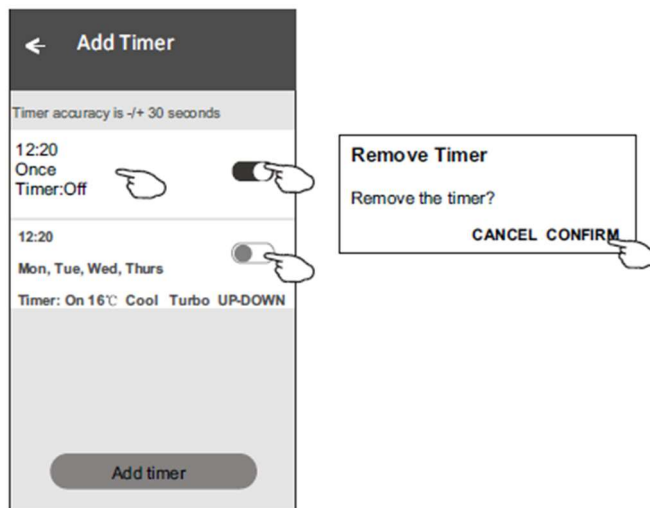 Add Timer
Timer accuracy is -/+ 30 seconds
12:20
Once
Timer:Off
12:20
Mon, Tue, Wed, Thurs
Timer: On 16℃ Cool Turbo UP-DOWN
Add timer
Remove Timer
Remove the timer?
CANCEL CONFIRM